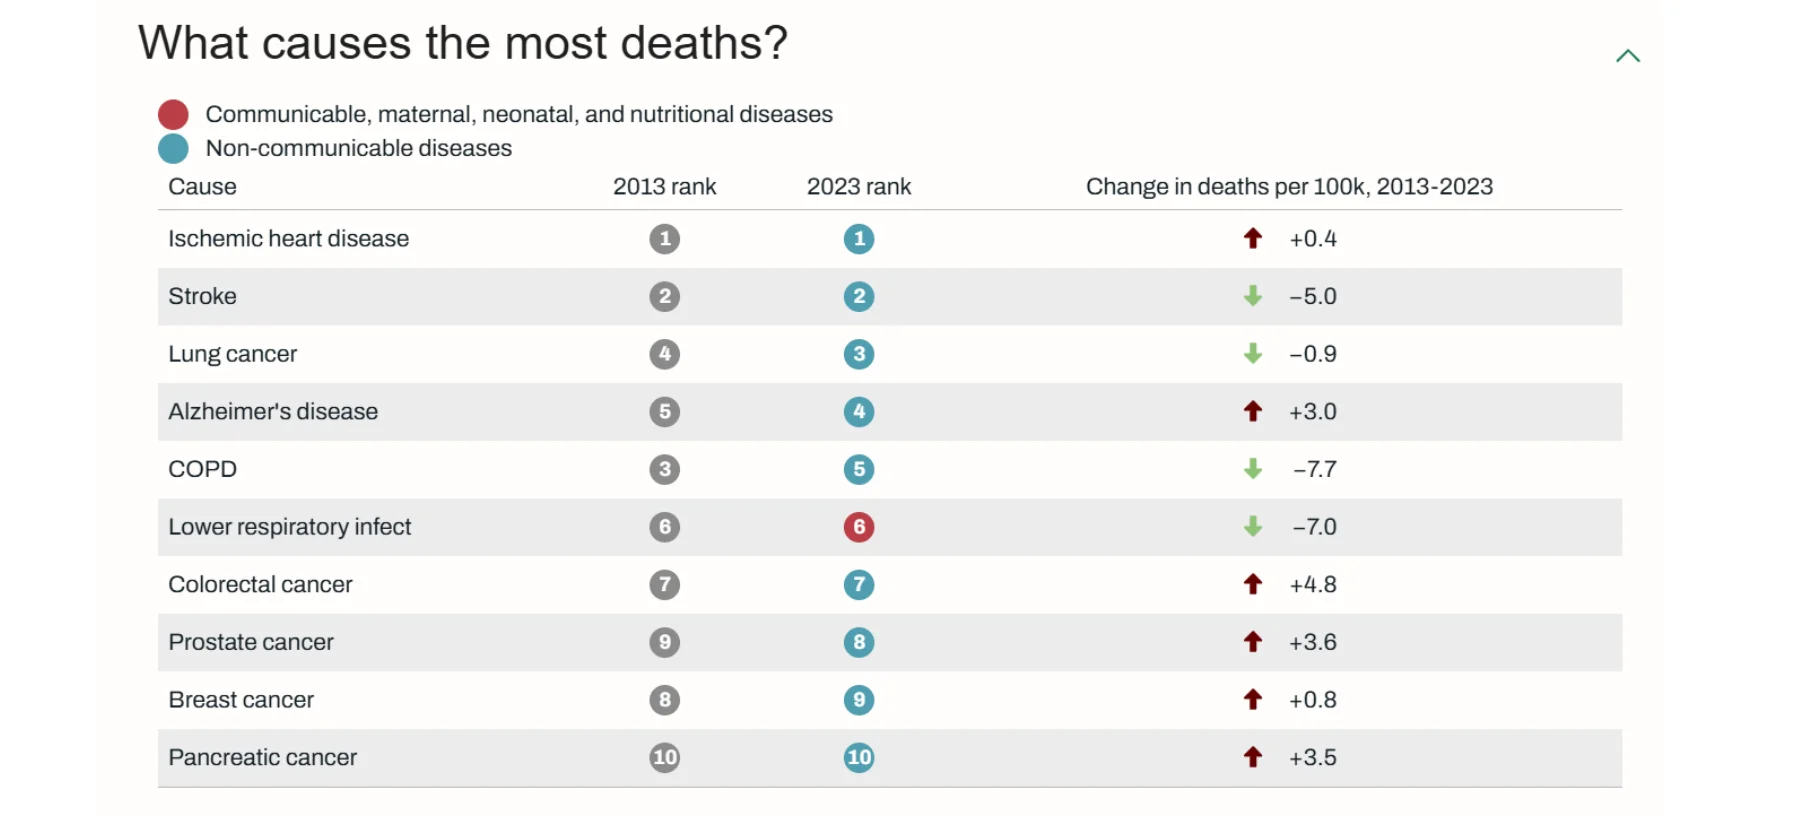 What causes the most deaths?
Communicable, maternal, neonatal, and nutritional diseases
Non-communicable diseases
Cause 2013 rank 2023 rank Change in deaths per 100k, 2013-2023
Ischemic heart disease 1 1 +0.4
Stroke 2 2 −5.0
Lung cancer 4 3 −0.9
Alzheimer's disease 5 4 +3.0
COPD 3 5 −7.7
Lower respiratory infect 6 6 −7.0
Colorectal cancer 7 7 +4.8
Prostate cancer 9 8 +3.6
Breast cancer 8 9 +0.8
Pancreatic cancer 10 10 +3.5